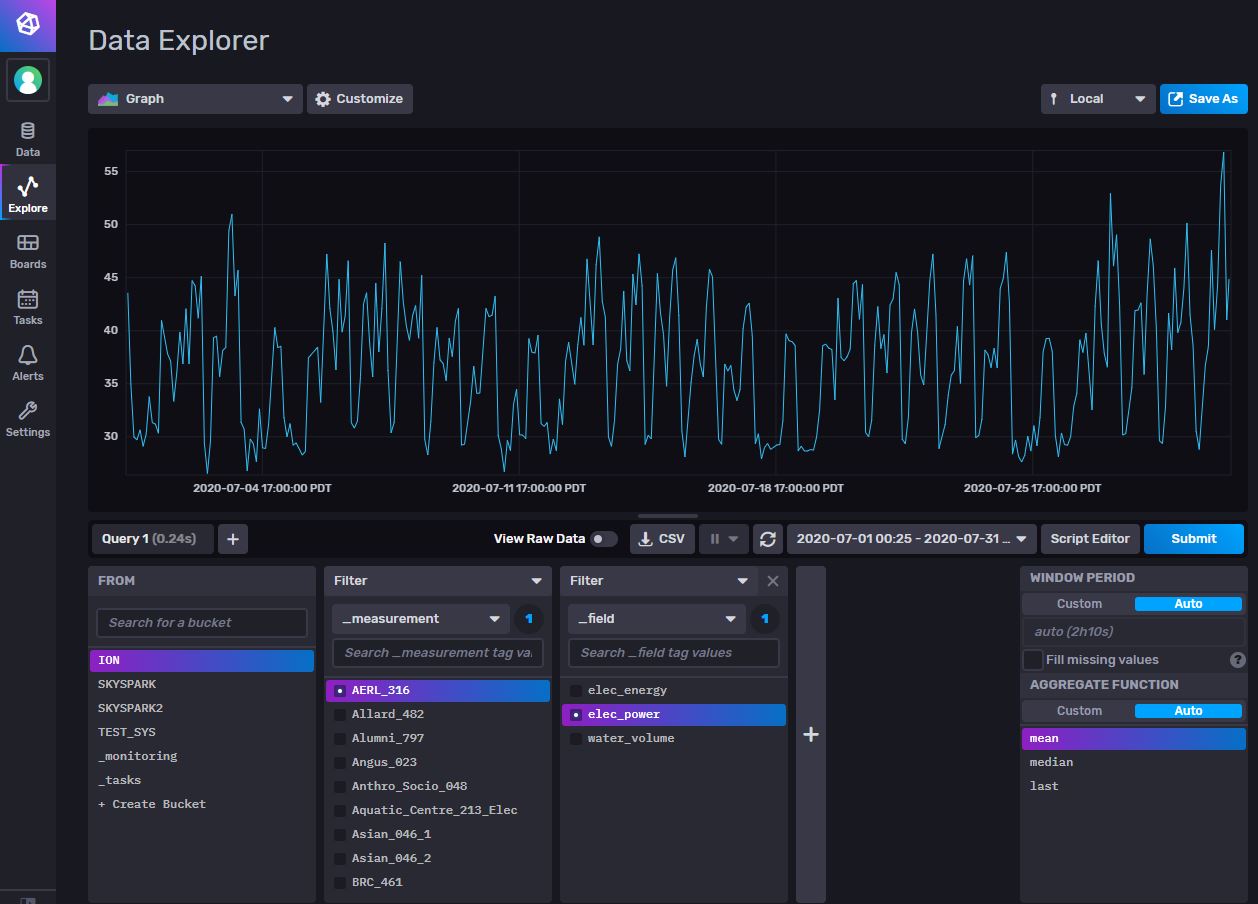 Data Explorer
Data
Explore
Boards
Tasks
Alerts
Settings
Graph
Customize
Local
Save As
55
50
45
40
35
30
2020-07-04 17:00:00 PDT 2020-07-11 17:00:00 PDT 2020-07-18 17:00:00 PDT 2020-07-25 17:00:00 PDT
Query 1 (0.24s)
+
View Raw Data
CSV
2020-07-01 00:25 - 2020-07-31 ...
Script Editor
Submit
FROM
Search for a bucket
ION
SKYSPARK
SKYSPARK2
TEST_SYS
_monitoring
_tasks
+ Create Bucket
Filter
_measurement
1
Search _measurement tag va
AERL_316
Allard_482
Alumni_797
Angus_023
Anthro_Socio_048
Aquatic_Centre_213_Elec
Asian_046_1
Asian_046_2
BRC_461
Filter
_field
1
Search _field tag values
elec_energy
elec_power
water_volume
+
WINDOW PERIOD
Custom Auto
auto (2h10s)
Fill missing values ?
AGGREGATE FUNCTION
Custom Auto
mean
median
last